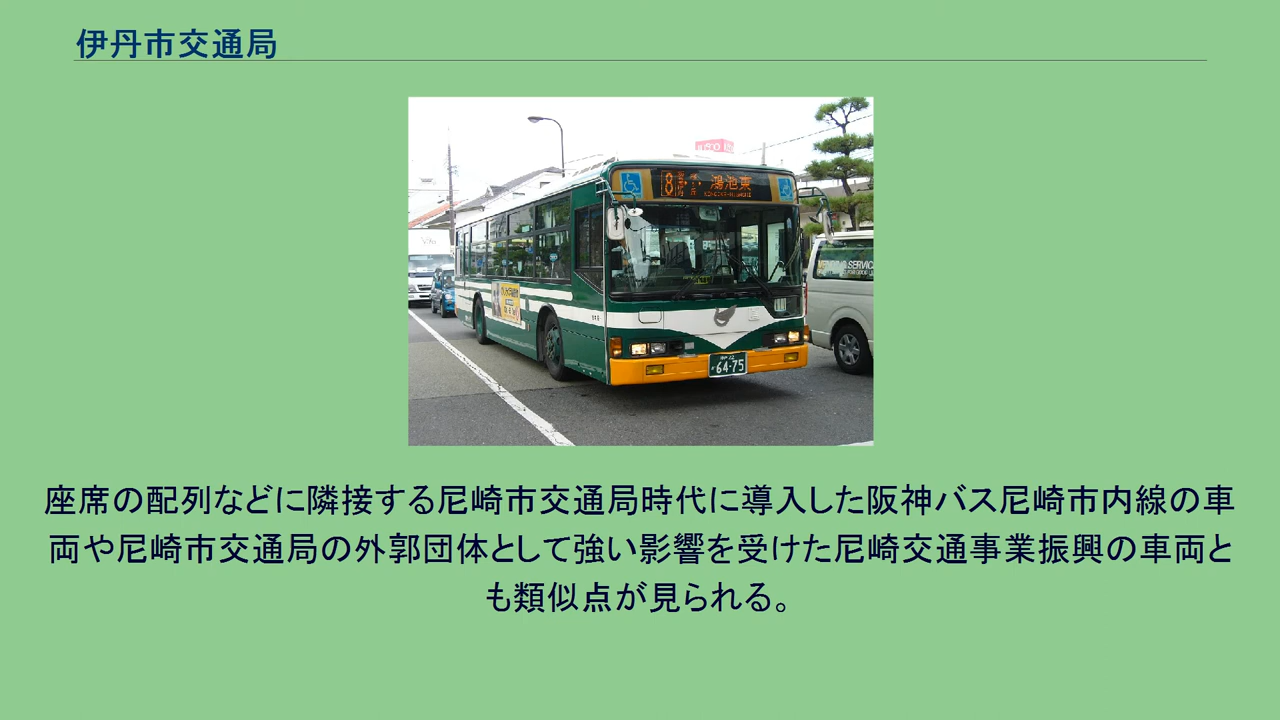 伊丹市交通局
8
鴻池東
KONOIKE-HIGASHI
SERVICE
64-75
座席の配列などに隣接する尼崎市交通局時代に導入した阪神バス尼崎市内線の車
両や尼崎市交通局の外郭団体として強い影響を受けた尼崎交通事業振興の車両と
も類似点が見られる。